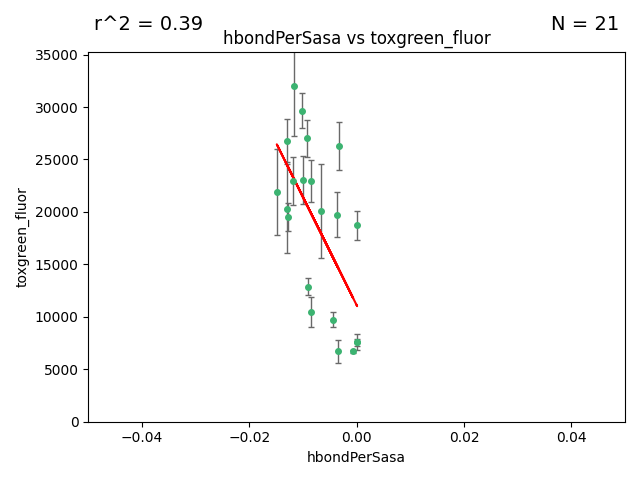 r^2 = 0.39
N = 21
hbondPerSasa vs toxgreen_fluor
35000
30000
25000
20000
15000
10000
5000
0
toxgreen_fluor
−0.04
−0.02
0.00
0.02
0.04
hbondPerSasa